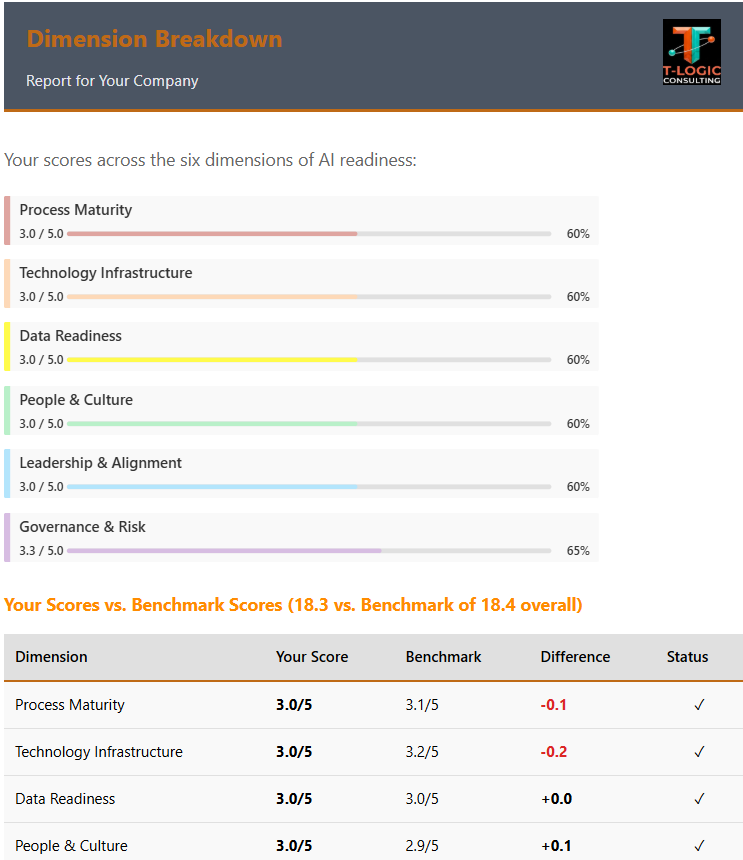 Dimension Breakdown
Report for Your Company
T-LOGIC
CONSULTING
Your scores across the six dimensions of AI readiness:
Process Maturity
3.0 / 5.0 60%
Technology Infrastructure
3.0 / 5.0 60%
Data Readiness
3.0 / 5.0 60%
People & Culture
3.0 / 5.0 60%
Leadership & Alignment
3.0 / 5.0 60%
Governance & Risk
3.3 / 5.0 65%
Your Scores vs. Benchmark Scores (18.3 vs. Benchmark of 18.4 overall)
Dimension Your Score Benchmark Difference Status
Process Maturity 3.0/5 3.1/5 -0.1 ✓
Technology Infrastructure 3.0/5 3.2/5 -0.2 ✓
Data Readiness 3.0/5 3.0/5 +0.0 ✓
People & Culture 3.0/5 2.9/5 +0.1 ✓